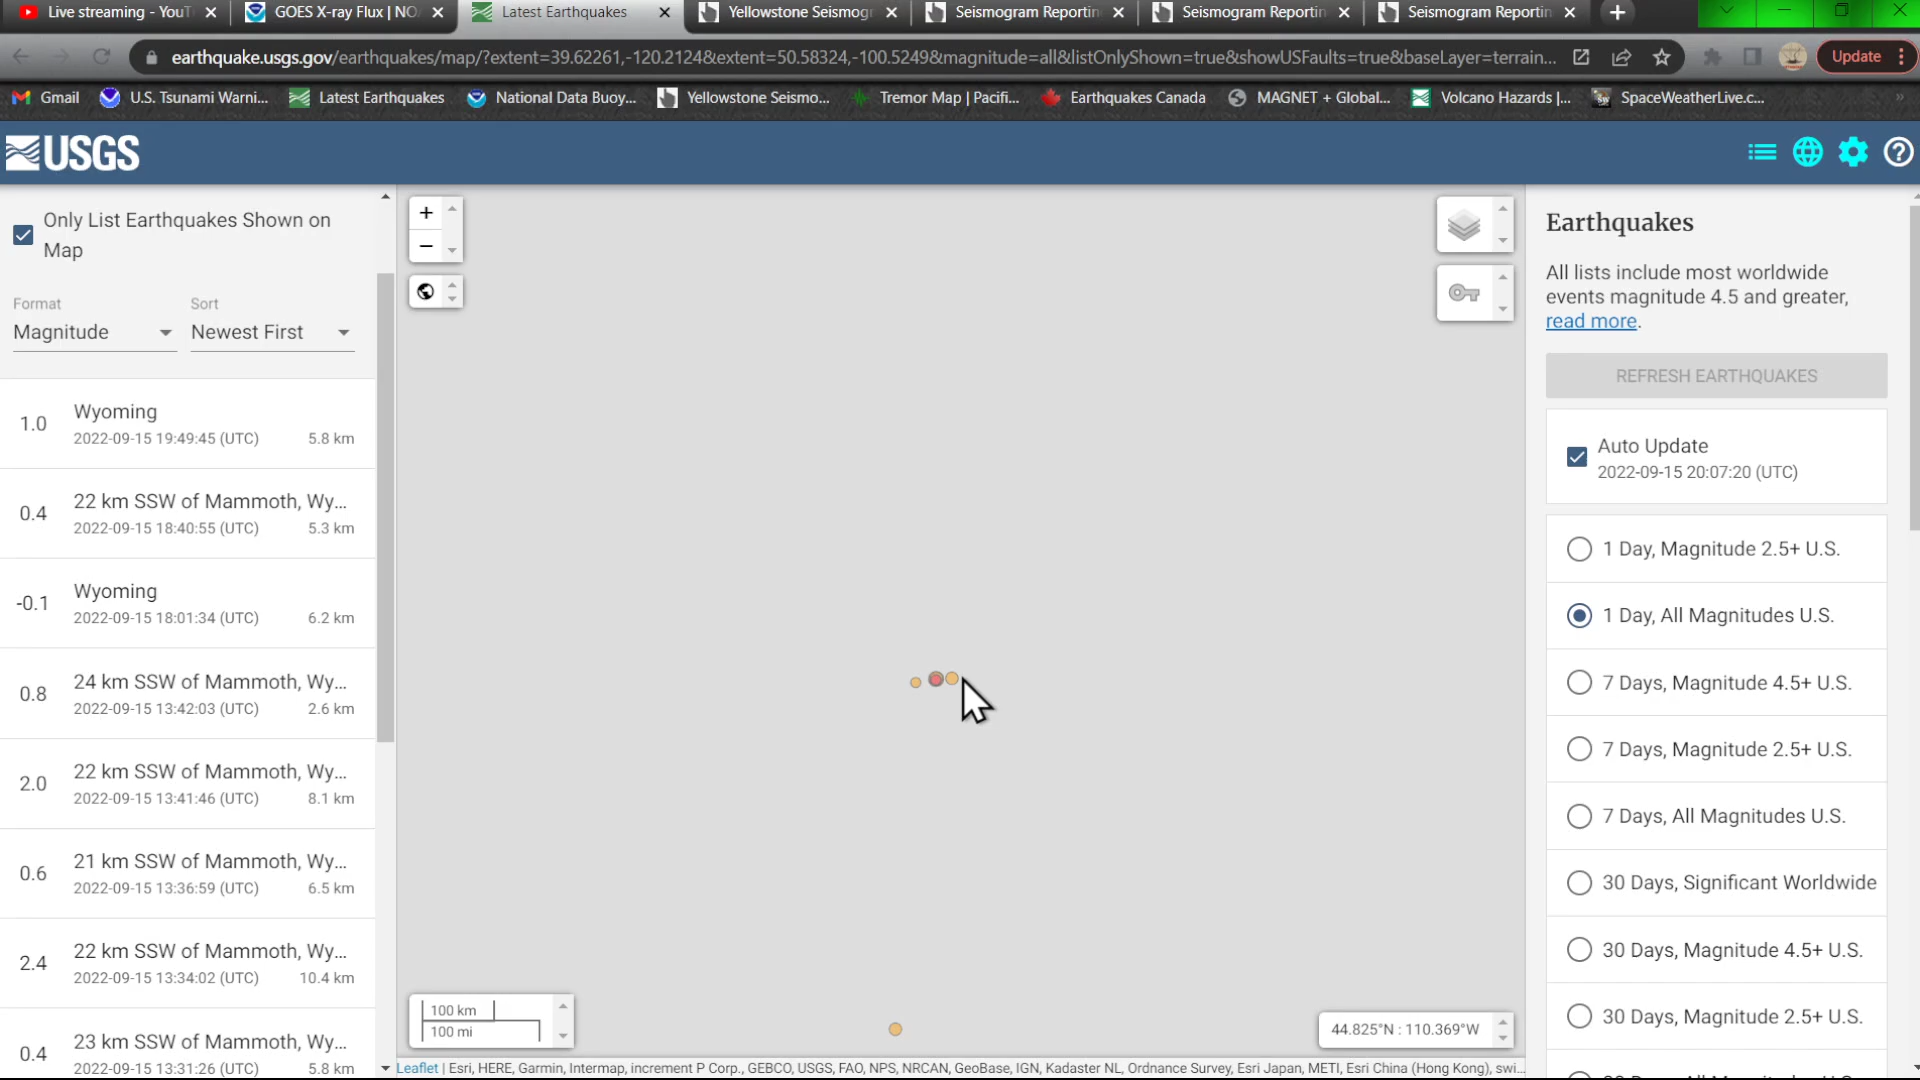 Live streaming - YouT
GOES X-ray Flux | NO
Latest Earthquakes
Yellowstone Seismog
Seismogram Reportin
Seismogram Reportin
Seismogram Reportin
earthquake.usgs.gov/earthquakes/map/?extent=39.62261,-120.2124&extent=50.58324,-100.5249&magnitude=all&listOnlyShown=true&showUSFaults=true&baseLayer=terrain...
Update
Gmail
U.S. Tsunami Warni...
Latest Earthquakes
National Data Buoy...
Yellowstone Seismo...
Tremor Map | Pacifi...
Earthquakes Canada
MAGNET + Global...
Volcano Hazards |...
SpaceWeatherLive.c...
USGS
Only List Earthquakes Shown on
Map
Format
Sort
Magnitude
Newest First
1.0
Wyoming
2022-09-15 19:49:45 (UTC)
5.8 km
0.4
22 km SSW of Mammoth, Wy...
2022-09-15 18:40:55 (UTC)
5.3 km
-0.1
Wyoming
2022-09-15 18:01:34 (UTC)
6.2 km
0.8
24 km SSW of Mammoth, Wy...
2022-09-15 13:42:03 (UTC)
2.6 km
2.0
22 km SSW of Mammoth, Wy...
2022-09-15 13:41:46 (UTC)
8.1 km
0.6
21 km SSW of Mammoth, Wy...
2022-09-15 13:36:59 (UTC)
6.5 km
2.4
22 km SSW of Mammoth, Wy...
2022-09-15 13:34:02 (UTC)
10.4 km
0.4
23 km SSW of Mammoth, Wy...
2022-09-15 13:31:26 (UTC)
5.8 km
+
−
100 km
100 mi
44.825°N : 110.369°W
Leaflet | Esri, HERE, Garmin, Intermap, increment P Corp., GEBCO, USGS, FAO, NPS, NRCAN, GeoBase, IGN, Kadaster NL, Ordnance Survey, Esri Japan, METI, Esri China (Hong Kong), swi...
Earthquakes
All lists include most worldwide
events magnitude 4.5 and greater,
read more.
REFRESH EARTHQUAKES
Auto Update
2022-09-15 20:07:20 (UTC)
1 Day, Magnitude 2.5+ U.S.
1 Day, All Magnitudes U.S.
7 Days, Magnitude 4.5+ U.S.
7 Days, Magnitude 2.5+ U.S.
7 Days, All Magnitudes U.S.
30 Days, Significant Worldwide
30 Days, Magnitude 4.5+ U.S.
30 Days, Magnitude 2.5+ U.S.